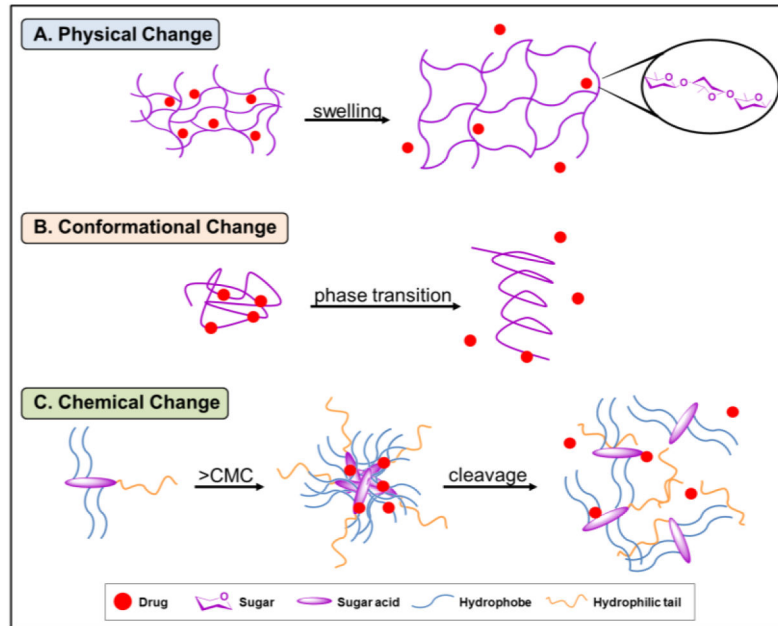 A. Physical Change
swelling
B. Conformational Change
phase transition
C. Chemical Change
>CMC
cleavage
Drug
Sugar
Sugar acid
Hydrophobe
Hydrophilic tail